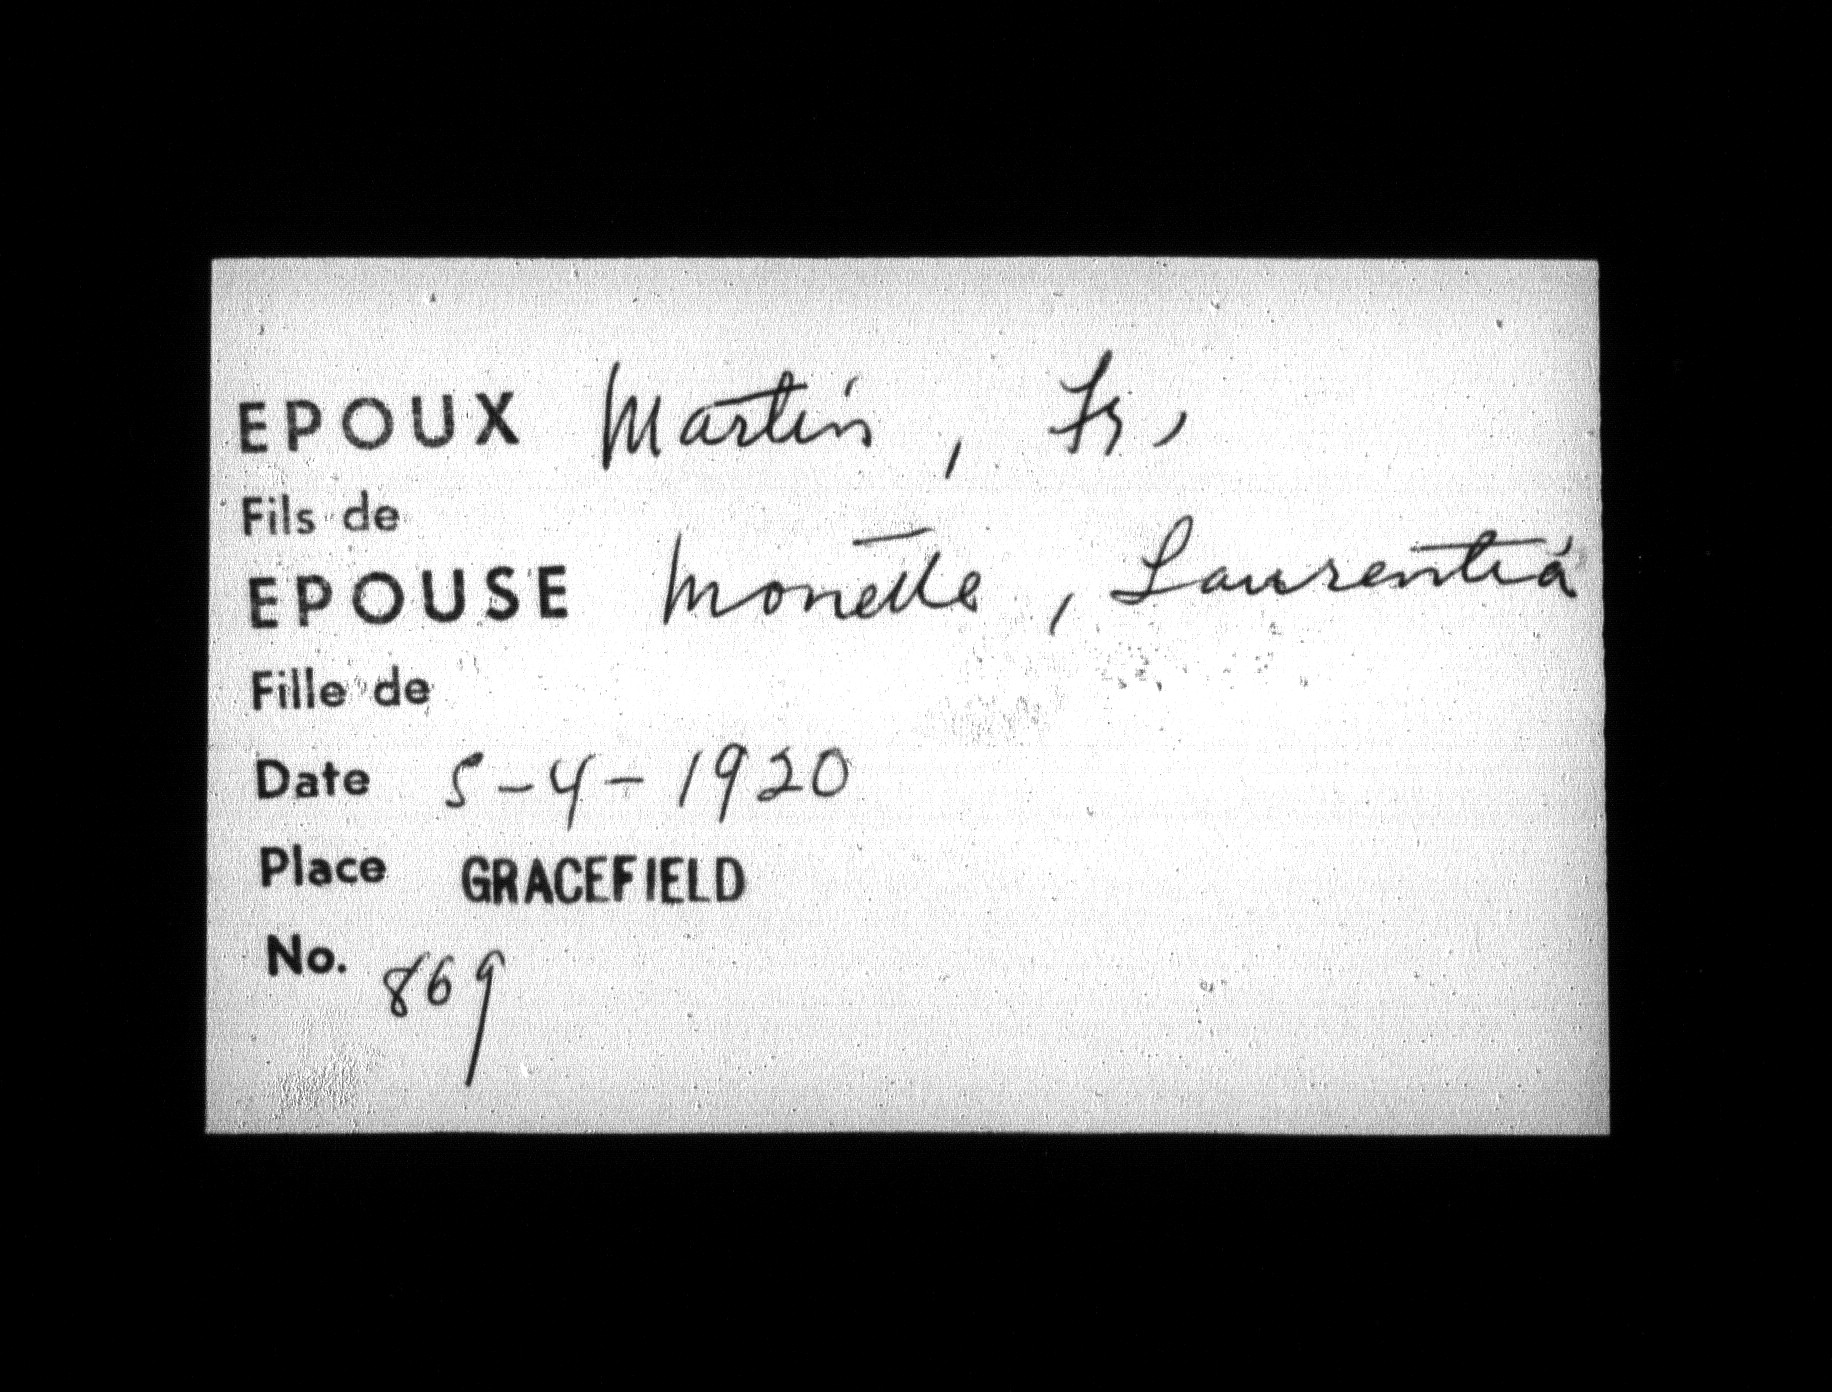 EPOUX Martin, Fr,
Fils de
EPOUSE Monette, Laurentia
Fille de
Date 5-4-1920
Place GRACEFIELD
No. 869